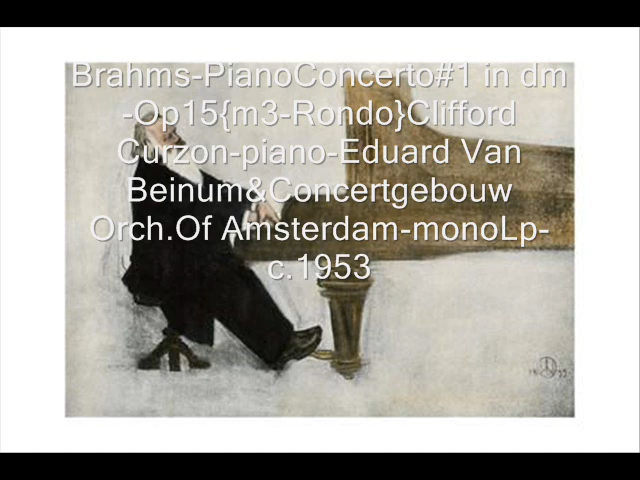 Brahms-PianoConcerto#1 in dm
-Op15{m3-Rondo}Clifford
Curzon-piano-Eduard Van
Beinum&Concertgebouw
Orch.Of Amsterdam-monoLp-
c.1953